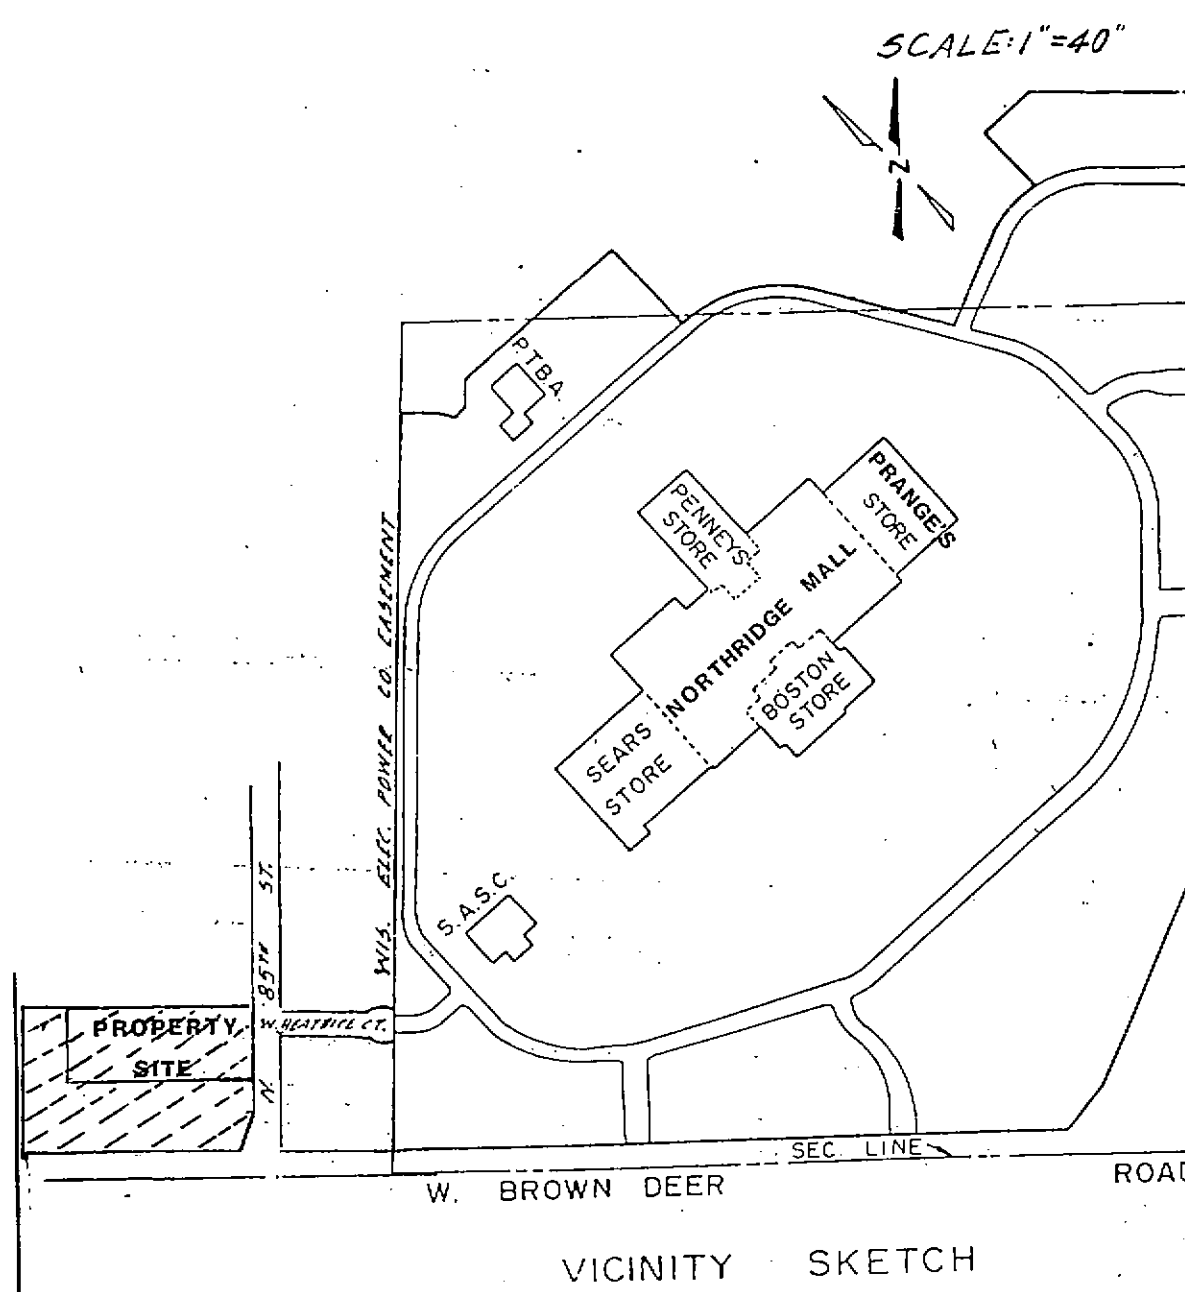 SCALE: 1"=40"
N
P.T.B.A.
PRANGE'S
STORE
PENNEYS
STORE
NORTHRIDGE MALL
BOSTON
STORE
SEARS
STORE
WIS. ELEC. POWER CO. EASEMENT
S.A.S.C.
N. 85TH ST.
W. HEATHER CT.
PROPERTY
SITE
SEC. LINE
W. BROWN DEER ROAD
VICINITY SKETCH